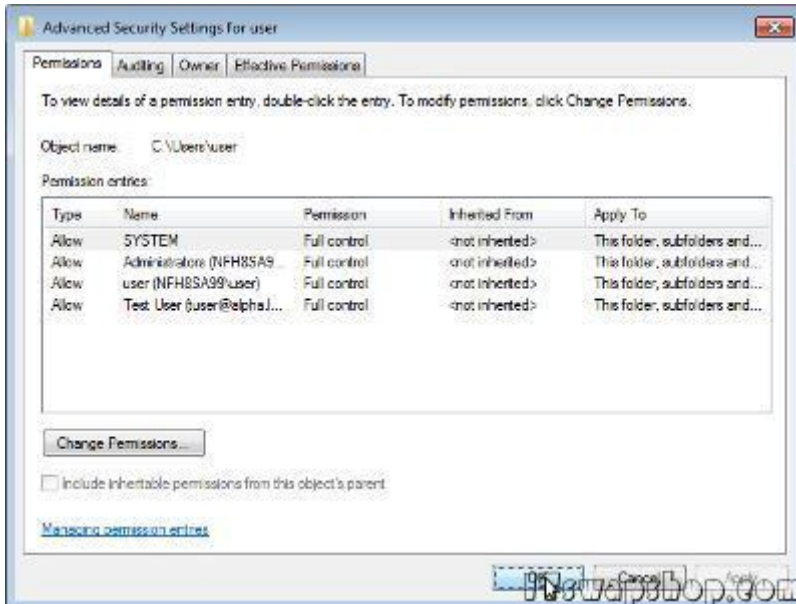 Advanced Security Settings for user
Permissions Auditing Owner Effective Permissions
To view details of a permission entry, double-click the entry. To modify permissions, click Change Permissions.
Object name: C:\Users\user
Permission entries:
Type Name Permission Inherited From Apply To
Allow SYSTEM Full control <not inherited> This folder, subfolders and...
Allow Administrators (NFH8SA9... Full control <not inherited> This folder, subfolders and...
Allow user (NFH8SA99\user) Full control <not inherited> This folder, subfolders and...
Allow Test User (tuser@alpha.l... Full control <not inherited> This folder, subfolders and...
Change Permissions...
Include inheritable permissions from this object's parent
Managing permission entries
OK Cancel Apply